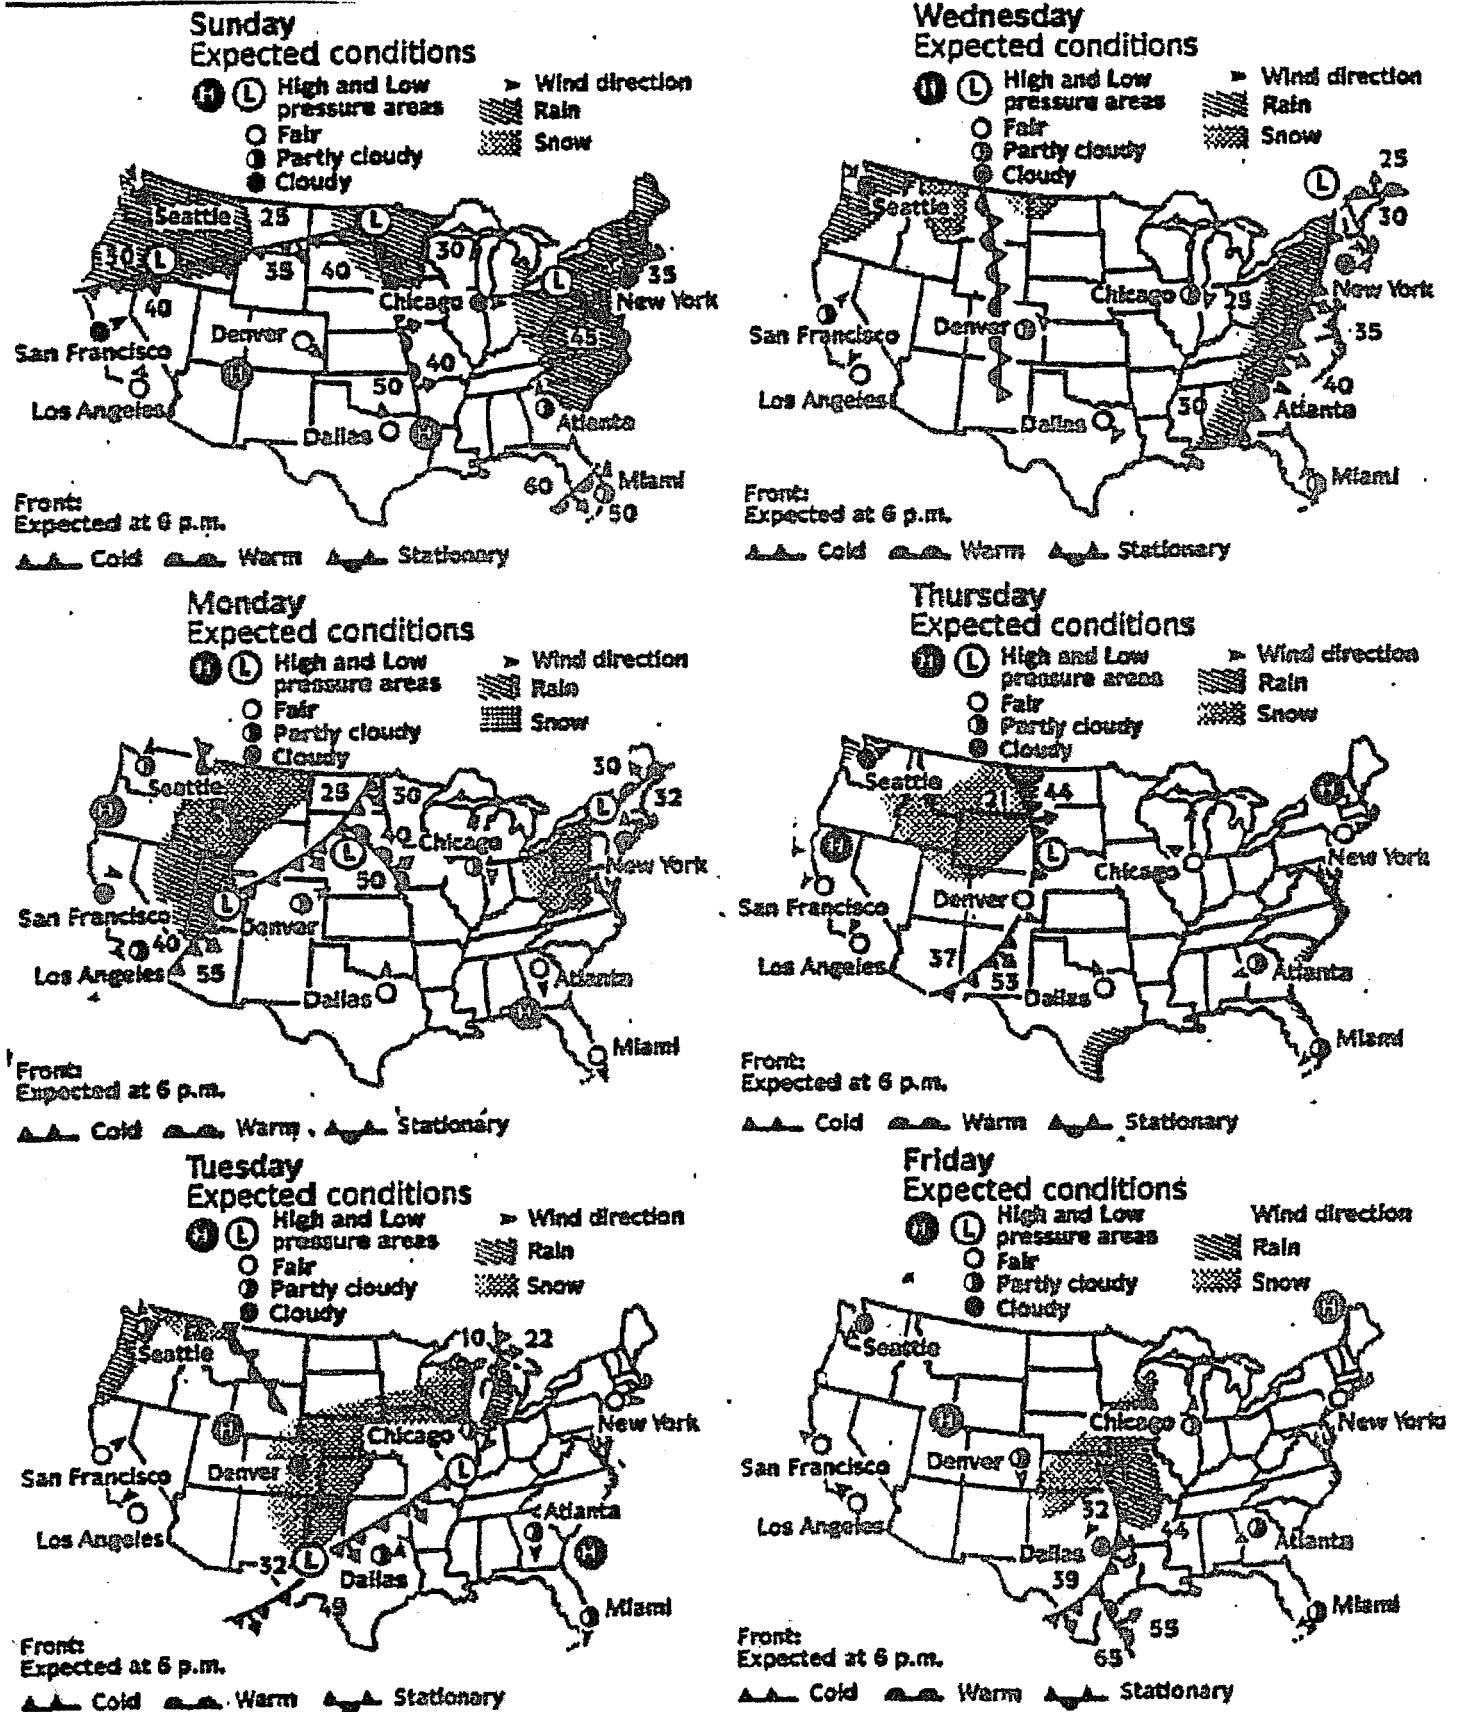 Sunday
Expected conditions
H L High and Low pressure areas
Wind direction
Rain
Fair
Snow
Partly cloudy
Cloudy
L
Seattle 25
30 L
30
35 40
L
35
Chicago
New York
40
Denver
45
San Francisco
40
H
50
Los Angeles
Dallas
H
Atlanta
60
Miami
50
Front:
Expected at 6 p.m.
Cold Warm Stationary
Monday
Expected conditions
H L High and Low pressure areas
Wind direction
Rain
Fair
Snow
Partly cloudy
Cloudy
30
Seattle
25 30
32
H
L
Chicago
L
New York
50
L
San Francisco
Denver
40
Los Angeles
55
Atlanta
Dallas
H
Miami
Front:
Expected at 6 p.m.
Cold Warm Stationary
Tuesday
Expected conditions
H L High and Low pressure areas
Wind direction
Rain
Fair
Snow
Partly cloudy
Cloudy
10 22
Seattle
H
New York
Chicago
San Francisco
Denver
L
Los Angeles
Atlanta
32 L
Dallas
H
49
Miami
Front:
Expected at 6 p.m.
Cold Warm Stationary
Wednesday
Expected conditions
H L High and Low pressure areas
Wind direction
Rain
Fair
Snow
Partly cloudy
Cloudy
25
L
Seattle
30
Chicago
25
New York
San Francisco
Denver
35
Los Angeles
40
30
Atlanta
Dallas
Miami
Front:
Expected at 6 p.m.
Cold Warm Stationary
Thursday
Expected conditions
H L High and Low pressure areas
Wind direction
Rain
Fair
Snow
Partly cloudy
Cloudy
Seattle
21 44
H
H
L
Chicago
New York
San Francisco
Denver
Los Angeles
37
53
Dallas
Atlanta
Miami
Front:
Expected at 6 p.m.
Cold Warm Stationary
Friday
Expected conditions
H L High and Low pressure areas
Wind direction
Rain
Fair
Snow
Partly cloudy
Cloudy
H
Seattle
H
Chicago
New York
San Francisco
Denver
Los Angeles
32
44
Dallas
Atlanta
39
55
Miami
65
Front:
Expected at 6 p.m.
Cold Warm Stationary